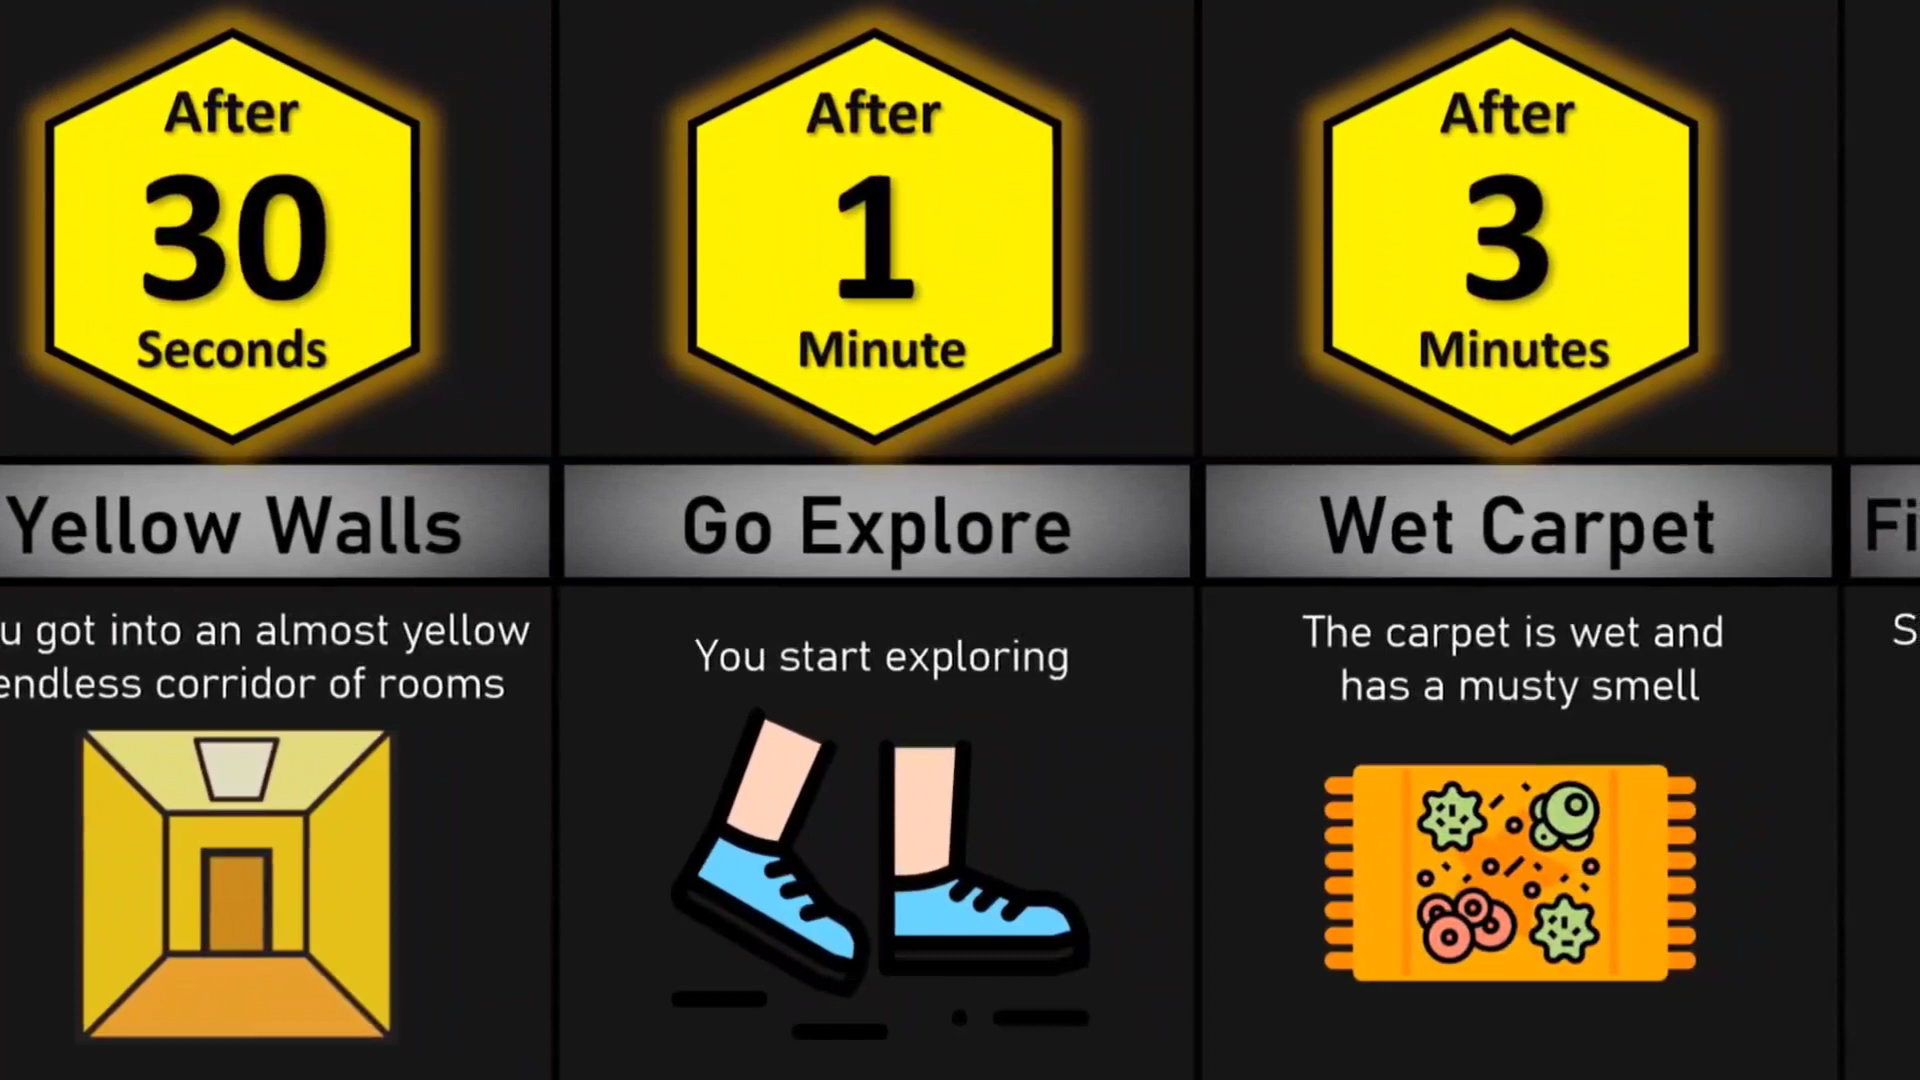 After
30
Seconds
Yellow Walls
u got into an almost yellow
endless corridor of rooms
After
1
Minute
Go Explore
You start exploring
After
3
Minutes
Wet Carpet
The carpet is wet and
has a musty smell
Fi
S